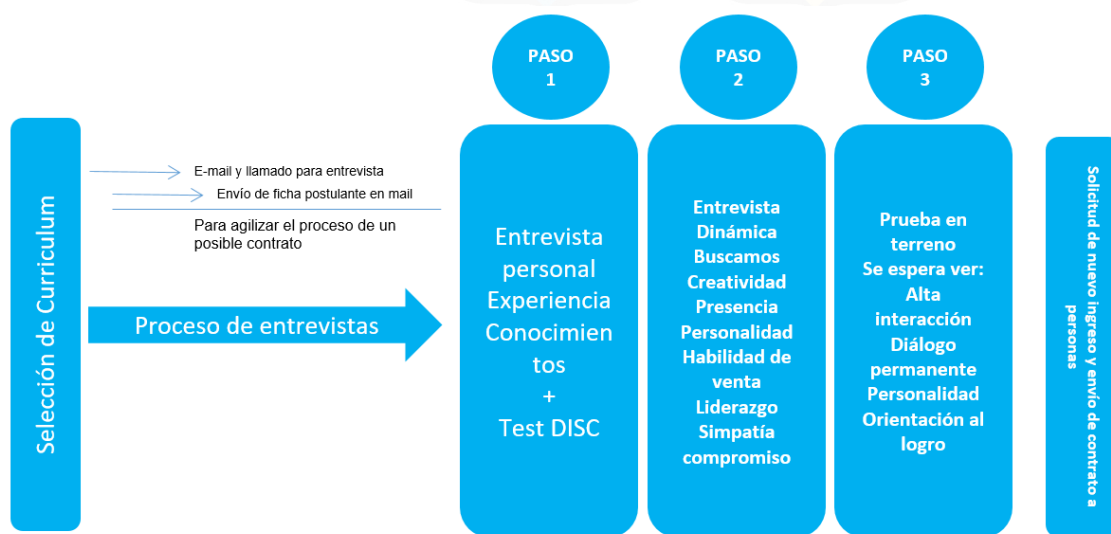 Selección de Curriculum
E-mail y llamado para entrevista
Envío de ficha postulante en mail
Para agilizar el proceso de un
posible contrato
Proceso de entrevistas
PASO
1
Entrevista
personal
Experiencia
Conocimien
tos
+
Test DISC
PASO
2
Entrevista
Dinámica
Buscamos
Creatividad
Presencia
Personalidad
Habilidad de
venta
Liderazgo
Simpatía
compromiso
PASO
3
Prueba en
terreno
Se espera ver:
Alta
interacción
Diálogo
permanente
Personalidad
Orientación al
logro
Solicitud de nuevo ingreso y envío de contrato a
personas